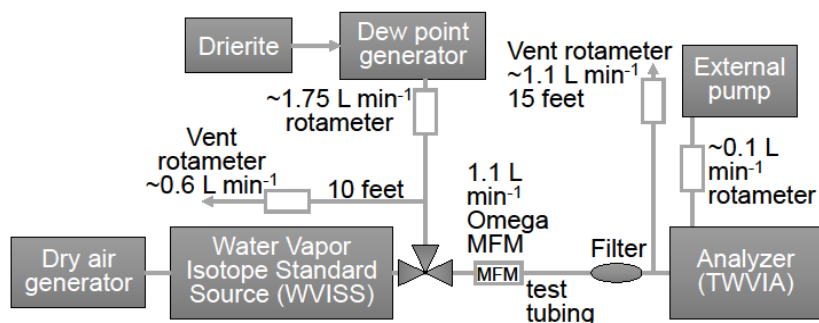 Drierite
Dew point
generator
~1.75 L min-1
rotameter
Vent
rotameter
~0.6 L min-1
10 feet
Vent rotameter
~1.1 L min-1
15 feet
External
pump
~0.1 L
min-1
rotameter
1.1 L
min-1
Omega
MFM
Filter
Dry air
generator
Water Vapor
Isotope Standard
Source (WVISS)
MFM
test
tubing
Analyzer
(TWVIA)